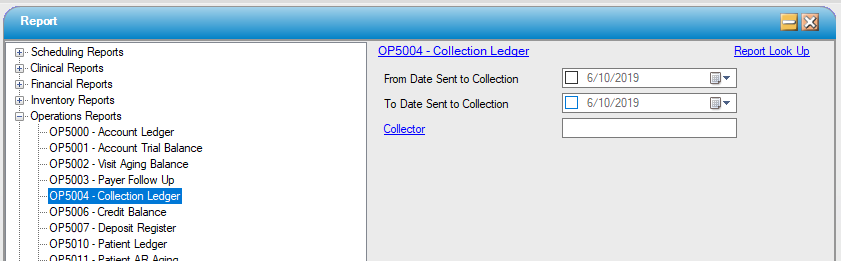 Report
Scheduling Reports
Clinical Reports
Financial Reports
Inventory Reports
Operations Reports
OP5000 - Account Ledger
OP5001 - Account Trial Balance
OP5002 - Visit Aging Balance
OP5003 - Payer Follow Up
OP5004 - Collection Ledger
OP5006 - Credit Balance
OP5007 - Deposit Register
OP5010 - Patient Ledger
OP5011 - Patient AR Aging
OP5004 - Collection Ledger
Report Look Up
From Date Sent to Collection
6/10/2019
To Date Sent to Collection
6/10/2019
Collector